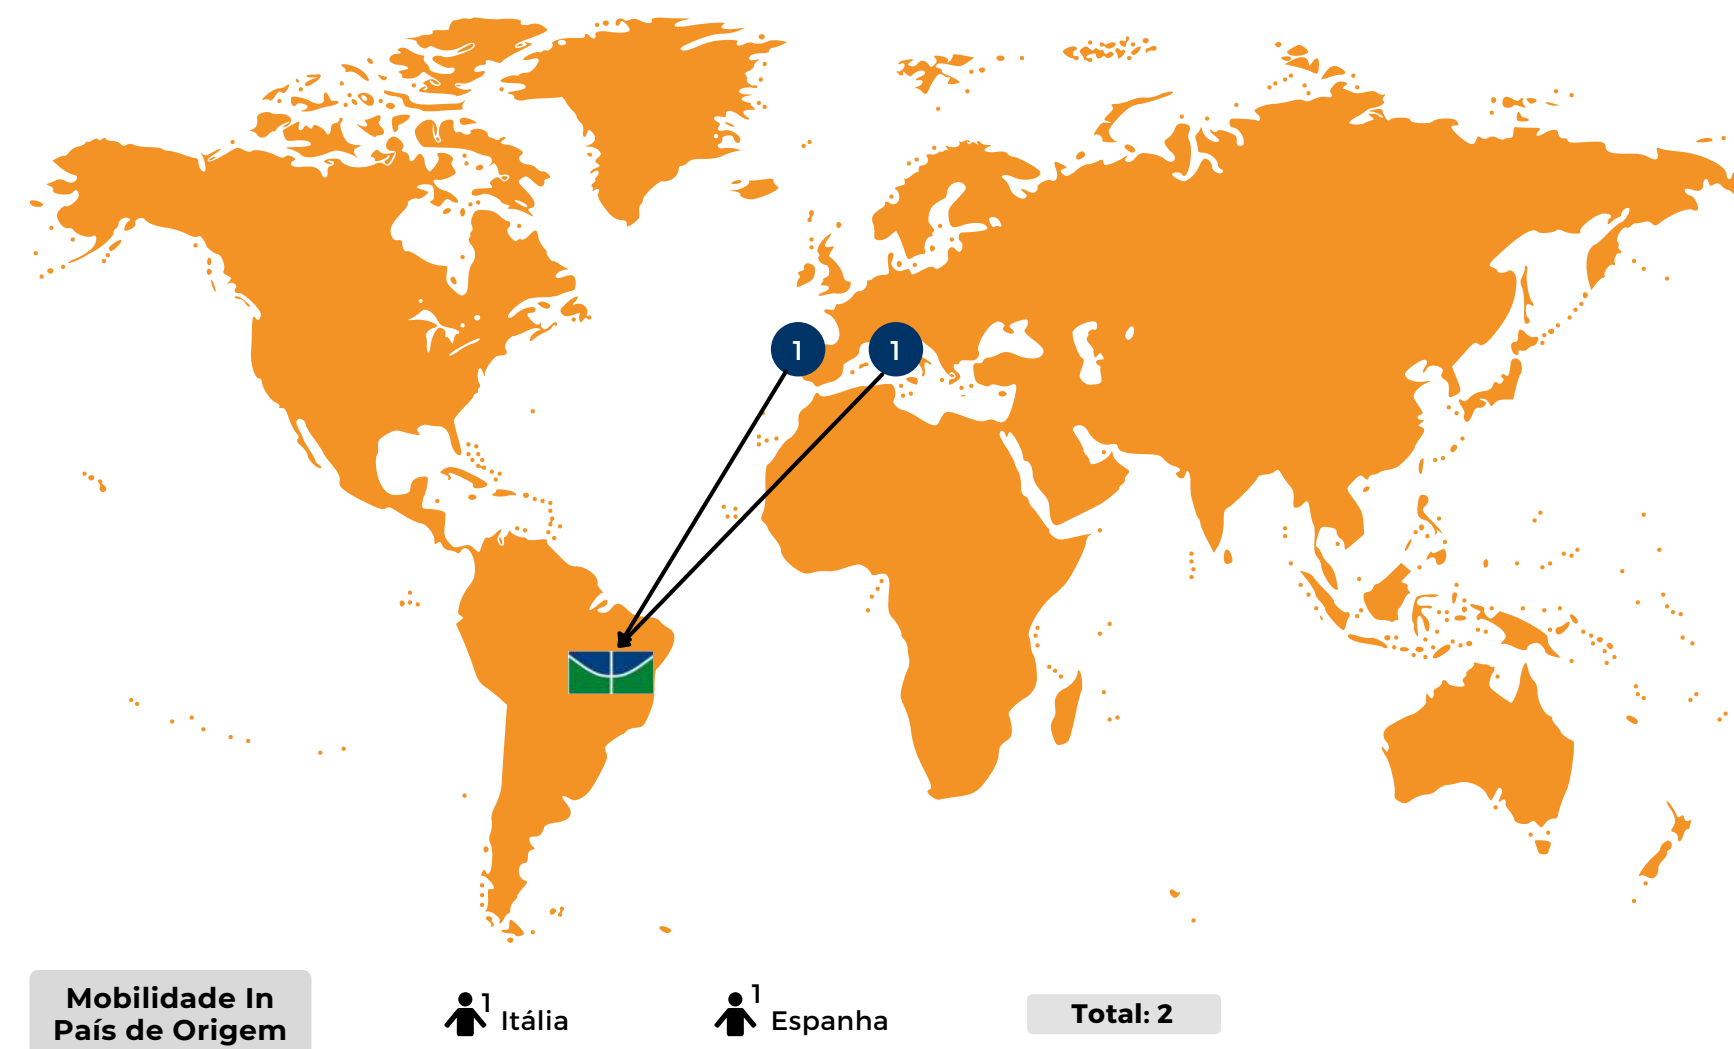 1
1
Mobilidade In
País de Origem
1
Itália
1
Espanha
Total: 2